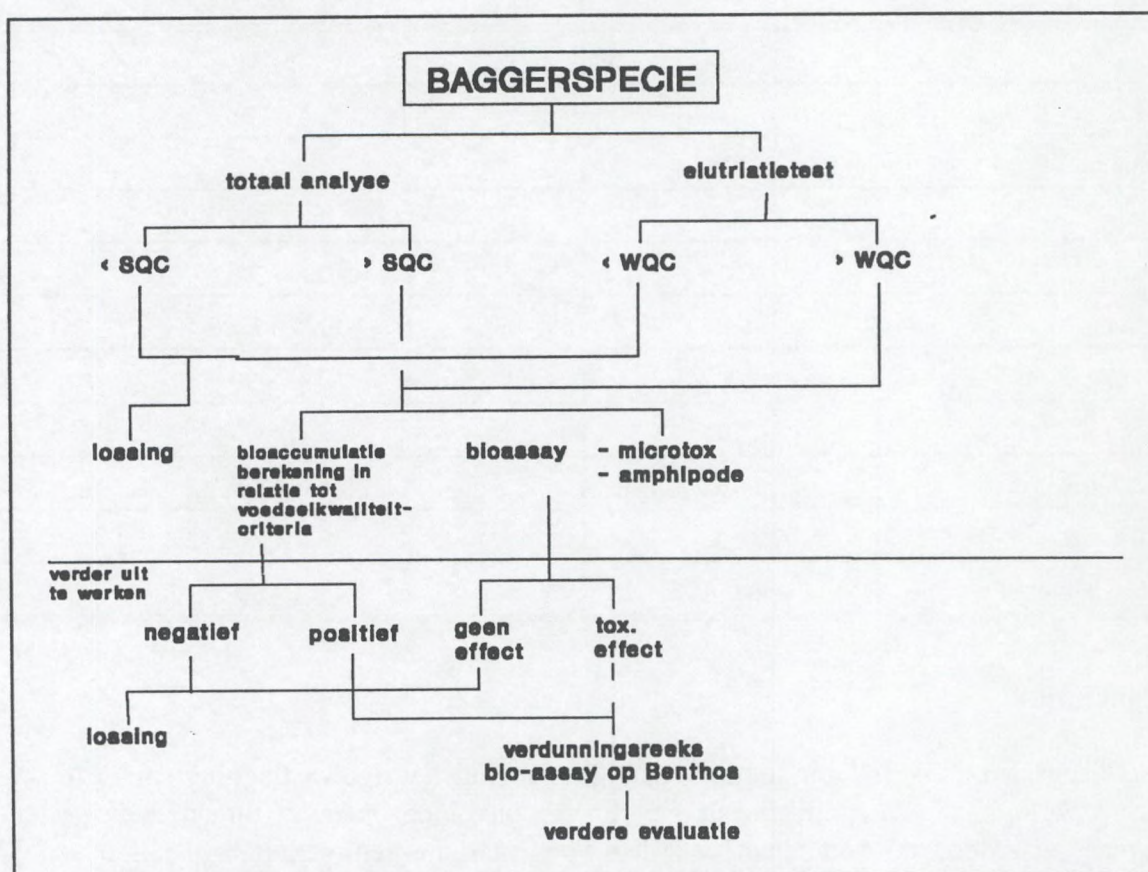 BAGGERSPECIE
totaal analyse
elutriatietest
< SQC
> SQC
< WQC
> WQC
lossing
bioaccumulatie
berekening in
relatie tot
voedselkwaliteit-
criteria
bioassay
- microtox
- amphipode
verder uit
te werken
negatief
positief
geen
effect
tox.
effect
lossing
verdunningsreeks
bio-assay op Benthos
verdere evaluatie